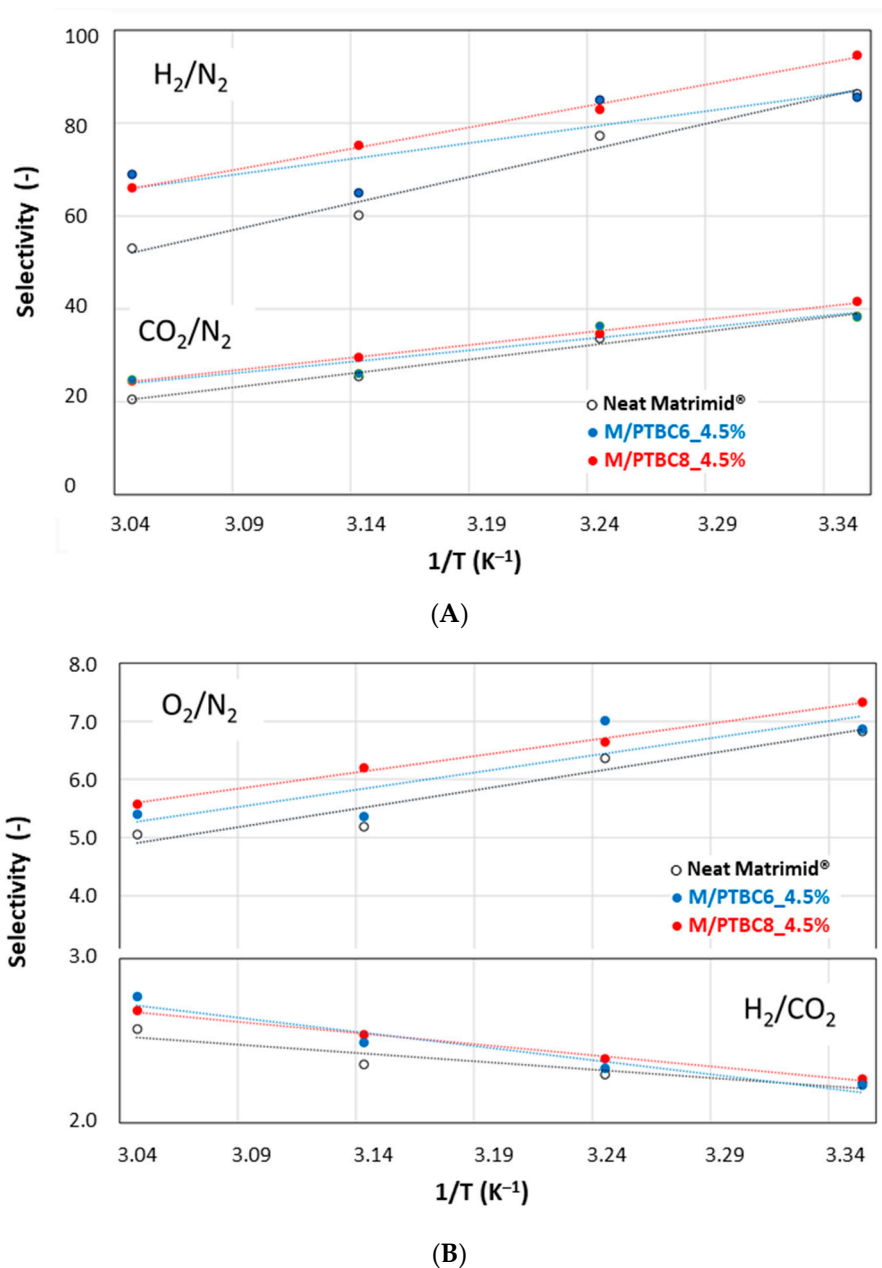 100
H₂/N₂
80
60
40
CO₂/N₂
20
0
Selectivity (-)
○ Neat Matrimid®
● M/PTBC6_4.5%
● M/PTBC8_4.5%
3.04 3.09 3.14 3.19 3.24 3.29 3.34
1/T (K⁻¹)
(A)
8.0
O₂/N₂
7.0
6.0
5.0
4.0
3.0
Selectivity (-)
○ Neat Matrimid®
● M/PTBC6_4.5%
● M/PTBC8_4.5%
H₂/CO₂
2.0
3.04 3.09 3.14 3.19 3.24 3.29 3.34
1/T (K⁻¹)
(B)